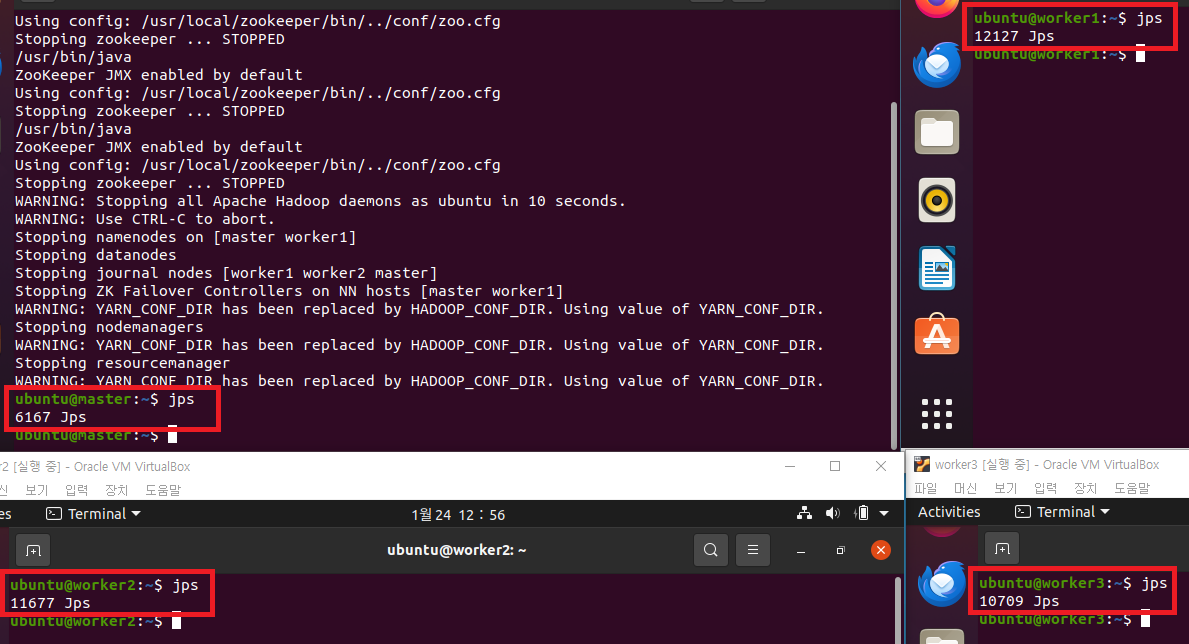 Using config: /usr/local/zookeeper/bin/../conf/zoo.cfg
Stopping zookeeper ... STOPPED
/usr/bin/java
ZooKeeper JMX enabled by default
Using config: /usr/local/zookeeper/bin/../conf/zoo.cfg
Stopping zookeeper ... STOPPED
/usr/bin/java
ZooKeeper JMX enabled by default
Using config: /usr/local/zookeeper/bin/../conf/zoo.cfg
Stopping zookeeper ... STOPPED
WARNING: Stopping all Apache Hadoop daemons as ubuntu in 10 seconds.
WARNING: Use CTRL-C to abort.
Stopping namenodes on [master worker1]
Stopping datanodes
Stopping journal nodes [worker1 worker2 master]
Stopping ZK Failover Controllers on NN hosts [master worker1]
WARNING: YARN_CONF_DIR has been replaced by HADOOP_CONF_DIR. Using value of YARN_CONF_DIR.
Stopping nodemanagers
WARNING: YARN_CONF_DIR has been replaced by HADOOP_CONF_DIR. Using value of YARN_CONF_DIR.
Stopping resourcemanager
WARNING: YARN_CONF_DIR has been replaced by HADOOP_CONF_DIR. Using value of YARN_CONF_DIR.
ubuntu@master:~$ jps
6167 Jps
ubuntu@master:~$
ubuntu@worker1:~$ jps
12127 Jps
ubuntu@worker1:~$
r2 [실행 중] - Oracle VM VirtualBox
신 보기 입력 장치 도움말
es Terminal 1월 24 12 : 56
ubuntu@worker2: ~
ubuntu@worker2:~$ jps
11677 Jps
ubuntu@worker2:~$
worker3 [실행 중] - Oracle VM VirtualBox
파일 머신 보기 입력 장치 도움말
Activities Terminal
ubuntu@worker3:~$ jps
10709 Jps
ubuntu@worker3:~$